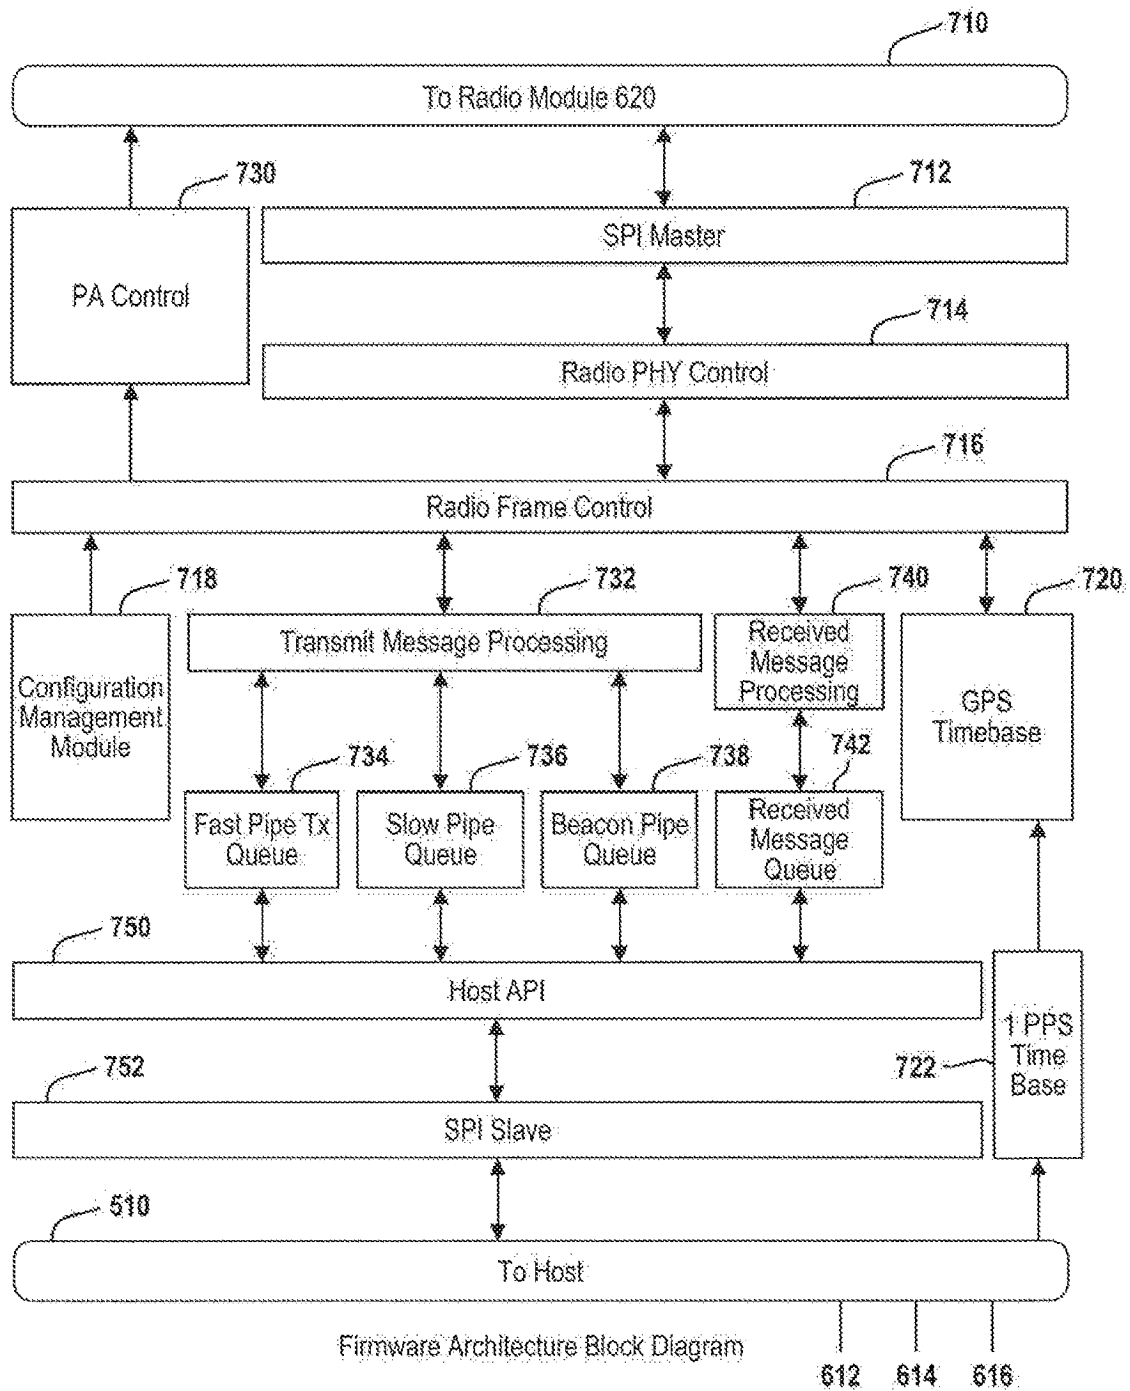 710
To Radio Module 620
730
712
SPI Master
PA Control
714
Radio PHY Control
716
Radio Frame Control
718
732
740
720
Transmit Message Processing
Received
Message
Processing
Configuration
Management
Module
GPS
Timebase
734
736
738
742
Fast Pipe Tx
Queue
Slow Pipe
Queue
Beacon Pipe
Queue
Received
Message
Queue
750
Host API
1 PPS
Time
Base
722
752
SPI Slave
510
To Host
Firmware Architecture Block Diagram
612
614
616